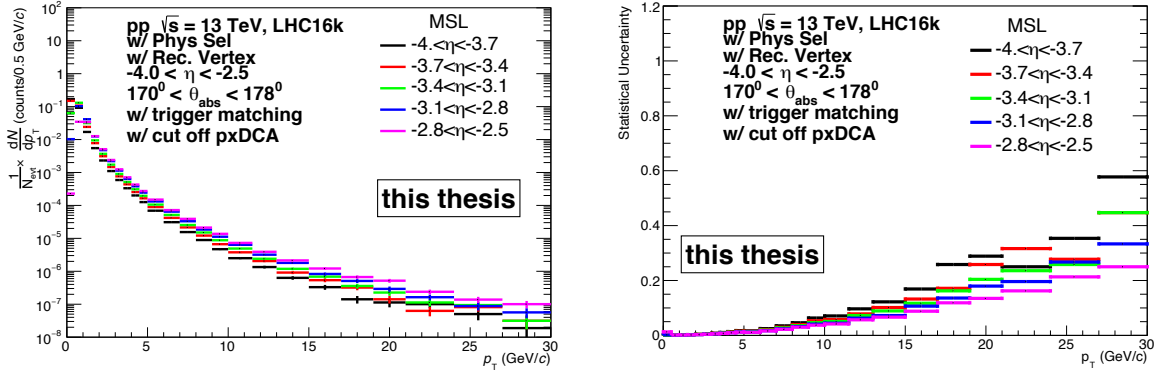 pp √s = 13 TeV, LHC16k
w/ Phys Sel
w/ Rec. Vertex
-4.0 < η < -2.5
170⁰ < θabs < 178⁰
w/ trigger matching
w/ cut off pxDCA
MSL
-4.<η<-3.7
-3.7<η<-3.4
-3.4<η<-3.1
-3.1<η<-2.8
-2.8<η<-2.5
this thesis
1/Nevt × dN/dpT (counts/0.5 GeV/c)
10²
10
1
10⁻¹
10⁻²
10⁻³
10⁻⁴
10⁻⁵
10⁻⁶
10⁻⁷
10⁻⁸
0 5 10 15 20 25 30
pT (GeV/c)
pp √s = 13 TeV, LHC16k
w/ Phys Sel
w/ Rec. Vertex
-4.0 < η < -2.5
170⁰ < θabs < 178⁰
w/ trigger matching
w/ cut off pxDCA
MSL
-4.<η<-3.7
-3.7<η<-3.4
-3.4<η<-3.1
-3.1<η<-2.8
-2.8<η<-2.5
this thesis
Statistical Uncertainty
1.2
1
0.8
0.6
0.4
0.2
0
0 5 10 15 20 25 30
pT (GeV/c)